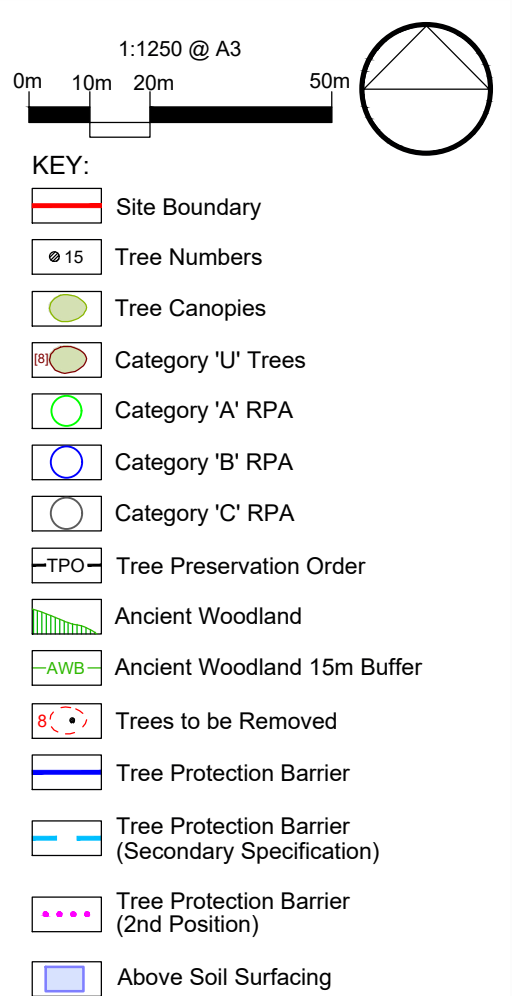 1:1250 @ A3
0m 10m 20m 50m
KEY:
Site Boundary
15 Tree Numbers
Tree Canopies
[8] Category 'U' Trees
Category 'A' RPA
Category 'B' RPA
Category 'C' RPA
TPO Tree Preservation Order
Ancient Woodland
AWB Ancient Woodland 15m Buffer
8 Trees to be Removed
Tree Protection Barrier
Tree Protection Barrier
(Secondary Specification)
Tree Protection Barrier
(2nd Position)
Above Soil Surfacing